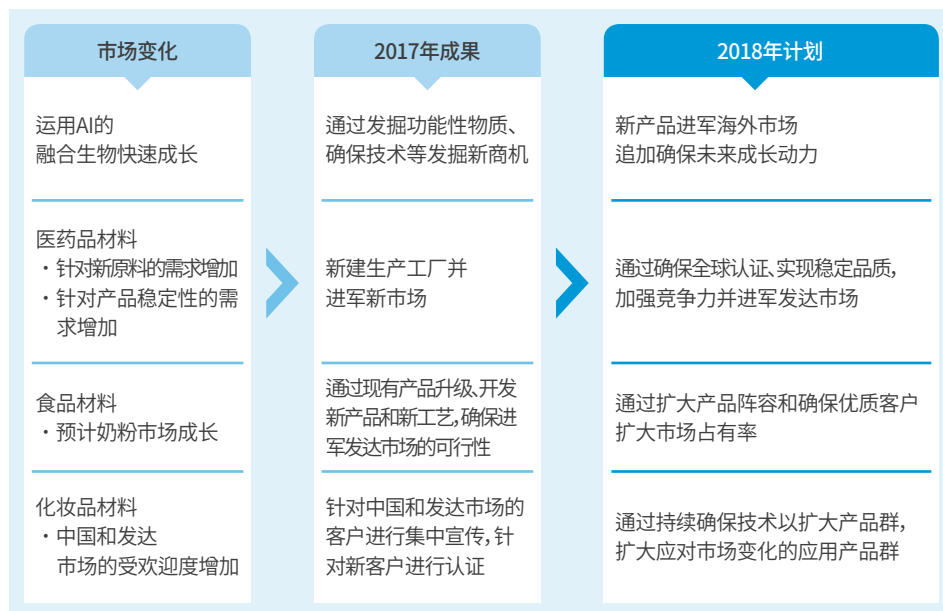 市场变化
运用AI的
融合生物快速成长
医药品材料
・针对新原料的需求增加
・针对产品稳定性的需
求增加
食品材料
・预计奶粉市场成长
化妆品材料
・中国和发达
市场的受欢迎度增加
2017年成果
通过发掘功能性物质、
确保技术等发掘新商机
新建生产工厂并
进军新市场
通过现有产品升级、开发
新产品和新工艺,确保进
军发达市场的可行性
针对中国和发达市场的
客户进行集中宣传,针
对新客户进行认证
2018年计划
新产品进军海外市场
追加确保未来成长动力
通过确保全球认证、实现稳定品质,
加强竞争力并进军发达市场
通过扩大产品阵容和确保优质客户
扩大市场占有率
通过持续确保技术以扩大产品群,
扩大应对市场变化的应用产品群